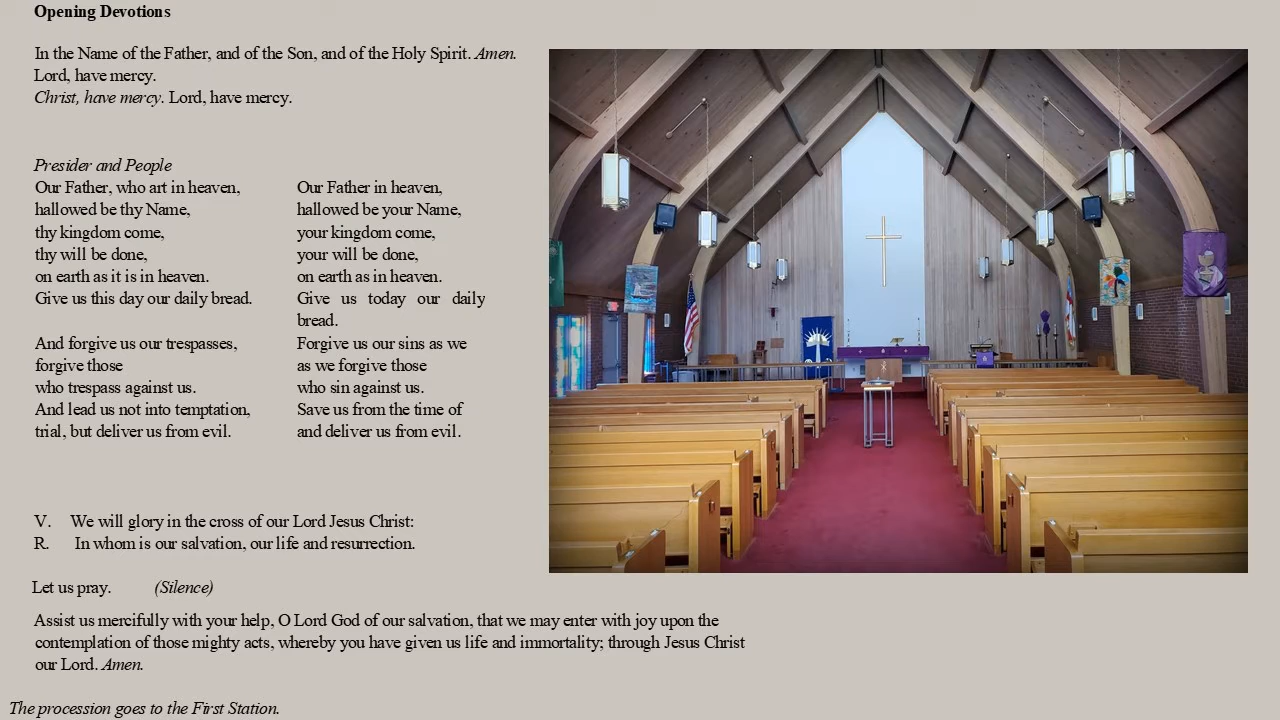 Opening Devotions
In the Name of the Father, and of the Son, and of the Holy Spirit. Amen.
Lord, have mercy.
Christ, have mercy. Lord, have mercy.
Presider and People
Our Father, who art in heaven,
hallowed be thy Name,
thy kingdom come,
thy will be done,
on earth as it is in heaven.
Give us this day our daily bread.
And forgive us our trespasses,
forgive those
who trespass against us.
And lead us not into temptation,
trial, but deliver us from evil.
Our Father in heaven,
hallowed be your Name,
your kingdom come,
your will be done,
on earth as in heaven.
Give us today our daily
bread.
Forgive us our sins as we
as we forgive those
who sin against us.
Save us from the time of
and deliver us from evil.
V. We will glory in the cross of our Lord Jesus Christ:
R. In whom is our salvation, our life and resurrection.
Let us pray. (Silence)
Assist us mercifully with your help, O Lord God of our salvation, that we may enter with joy upon the
contemplation of those mighty acts, whereby you have given us life and immortality; through Jesus Christ
our Lord. Amen.
The procession goes to the First Station.